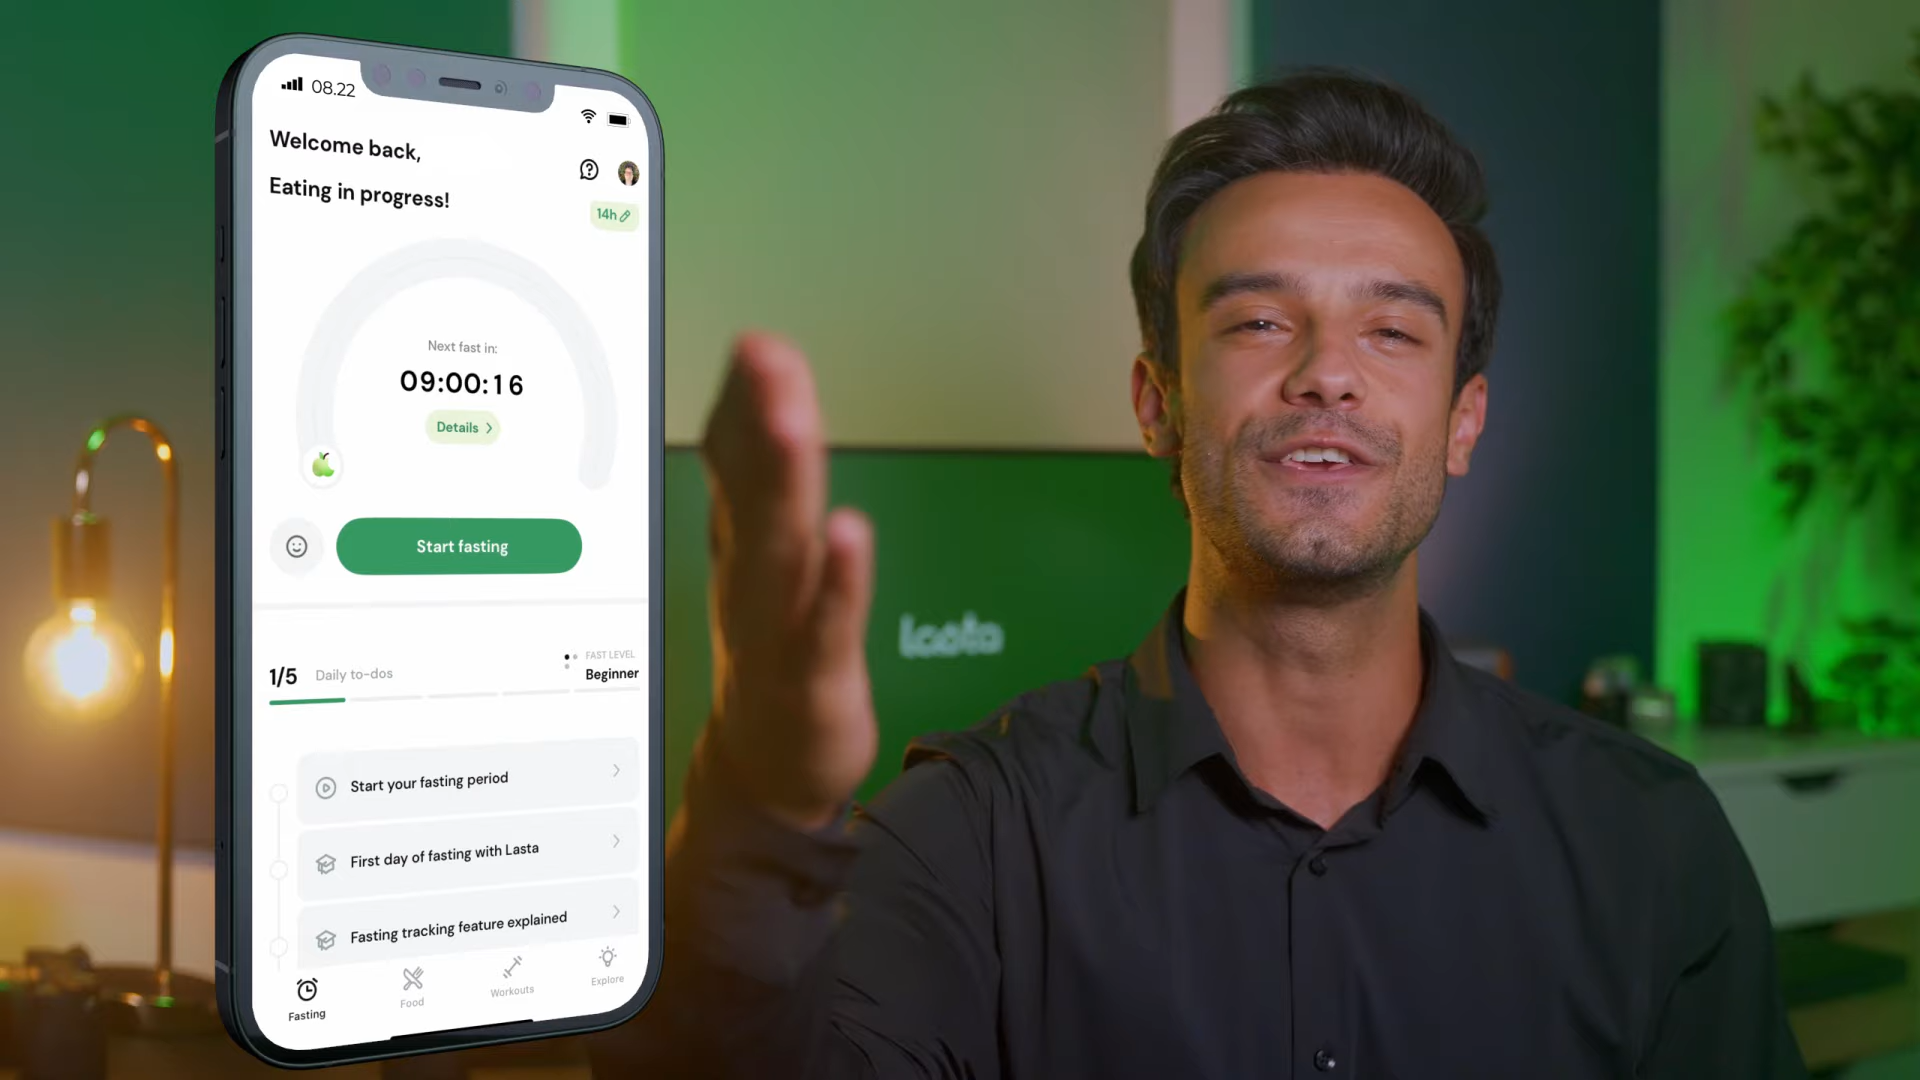 08.22
Welcome back,
Eating in progress!
14h
Next fast in:
09:00:16
Details
Start fasting
1/5 Daily to-dos
FAST LEVEL
Beginner
Start your fasting period
First day of fasting with Lasta
Fasting tracking feature explained
Fasting
Food
Workouts
Explore
lasta